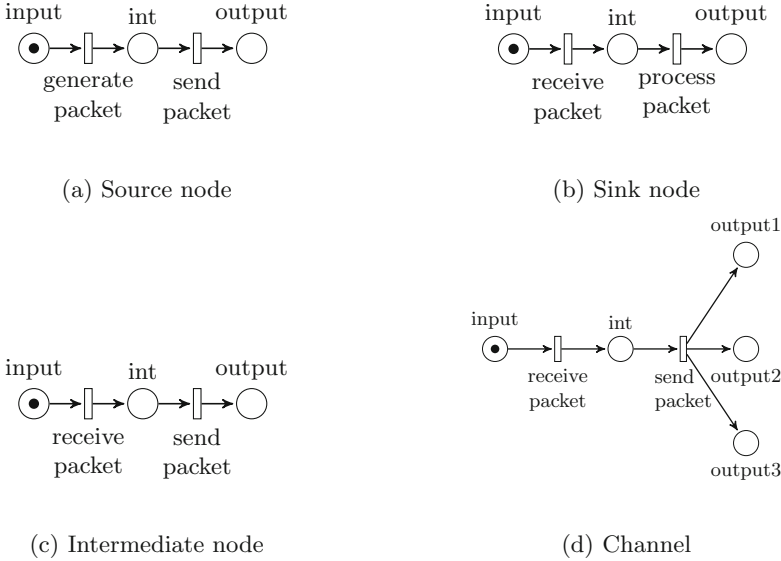 input
int
output
generate
packet
send
packet
(a) Source node
input
int
output
receive
packet
process
packet
(b) Sink node
input
int
output
receive
packet
send
packet
(c) Intermediate node
output1
input
int
receive
packet
send
packet
output2
output3
(d) Channel